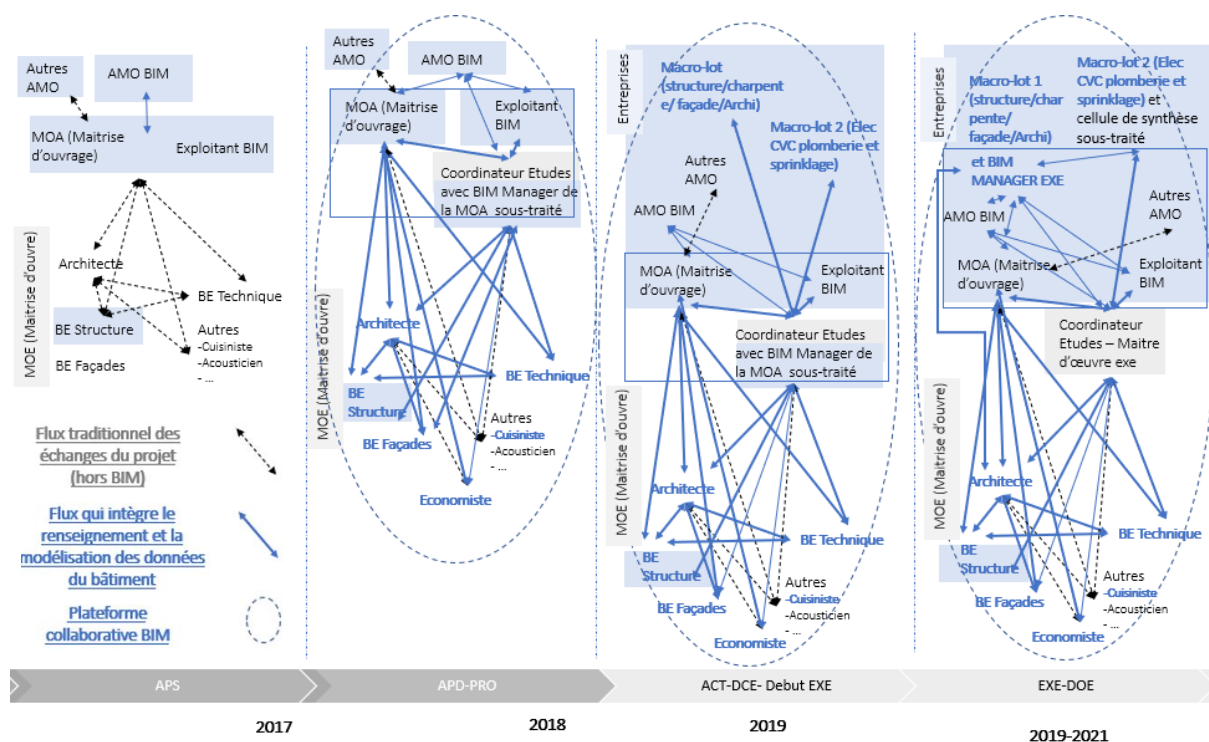 Autres
AMO
AMO BIM
MOA (Maitrise
d'ouvrage)
Exploitant BIM
MOE (Maitrise d'ouvre)
Architecte
BE Technique
BE Structure
BE Façades
Autres
-Cuisiniste
-Acousticien
- ...
Flux traditionnel des
échanges du projet
(hors BIM)
Flux qui intègre le
renseignement et la
modélisation des données
du bâtiment
Plateforme
collaborative BIM
Autres
AMO
AMO BIM
MOA (Maitrise
d'ouvrage)
Exploitant
BIM
Coordinateur Etudes
avec BIM Manager de
la MOA sous-traité
MOE (Maitrise d'ouvre)
Architecte
BE Technique
BE
Structure
BE Façades
Autres
-Cuisiniste
-Acousticien
- ...
Economiste
Entreprises
Macro-lot
(structure/charpent
e/ façade/Archi)
Macro-lot 2 (Elec
CVC plomberie et
sprinklage)
Autres
AMO
AMO BIM
MOA (Maitrise
d'ouvrage)
Exploitant
BIM
Coordinateur Etudes
avec BIM Manager de
la MOA sous-traité
MOE (Maitrise d'ouvre)
Architecte
BE Technique
BE
Structure
BE Façades
Autres
-Cuisiniste
-Acousticien
- ...
Economiste
Entreprises
Macro-lot 1
(structure/char
pente/
façade/Archi)
et BIM
MANAGER EXE
Macro-lot 2 (Elec
CVC plomberie et
sprinklage) et
cellule de synthèse
sous-traité
Autres
AMO
AMO BIM
MOA (Maitrise
d'ouvrage)
Exploitant
BIM
Coordinateur
Etudes – Maitre
d'œuvre exe
MOE (Maitrise d'ouvre)
Architecte
BE Technique
BE
Structure
BE Façades
Autres
-Cuisiniste
-Acousticien
- ...
Economiste
APS
APD-PRO
ACT-DCE- Debut EXE
EXE-DOE
2017
2018
2019
2019-2021